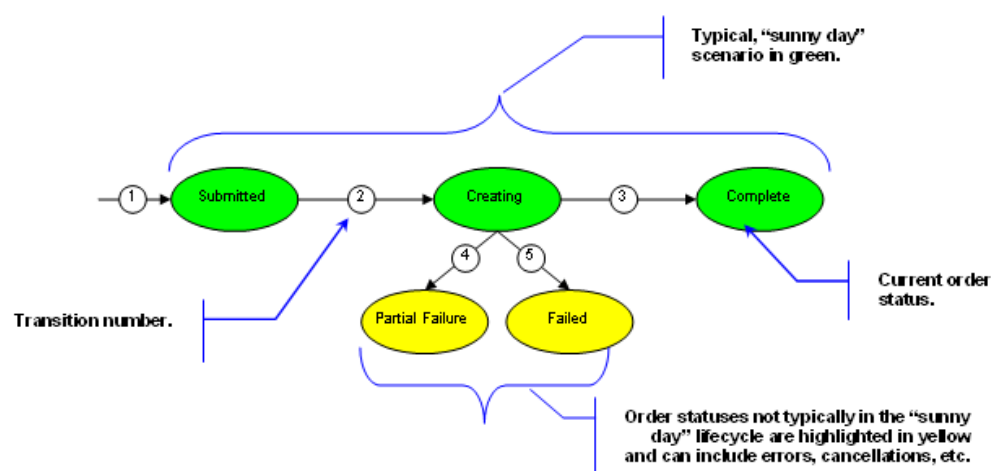 Typical, “sunny day”
scenario in green.
1
Submitted
2
Creating
3
Complete
4
5
Partial Failure
Failed
Transition number.
Current order
status.
Order statuses not typically in the “sunny
day” lifecycle are highlighted in yellow
and can include errors, cancellations, etc.